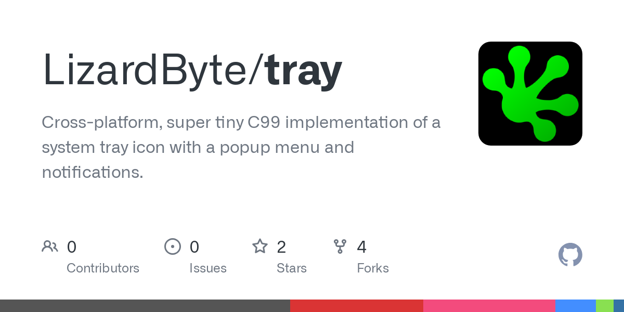 LizardByte/tray
Cross-platform, super tiny C99 implementation of a
system tray icon with a popup menu and
notifications.
0 0 2 4
Contributors Issues Stars Forks